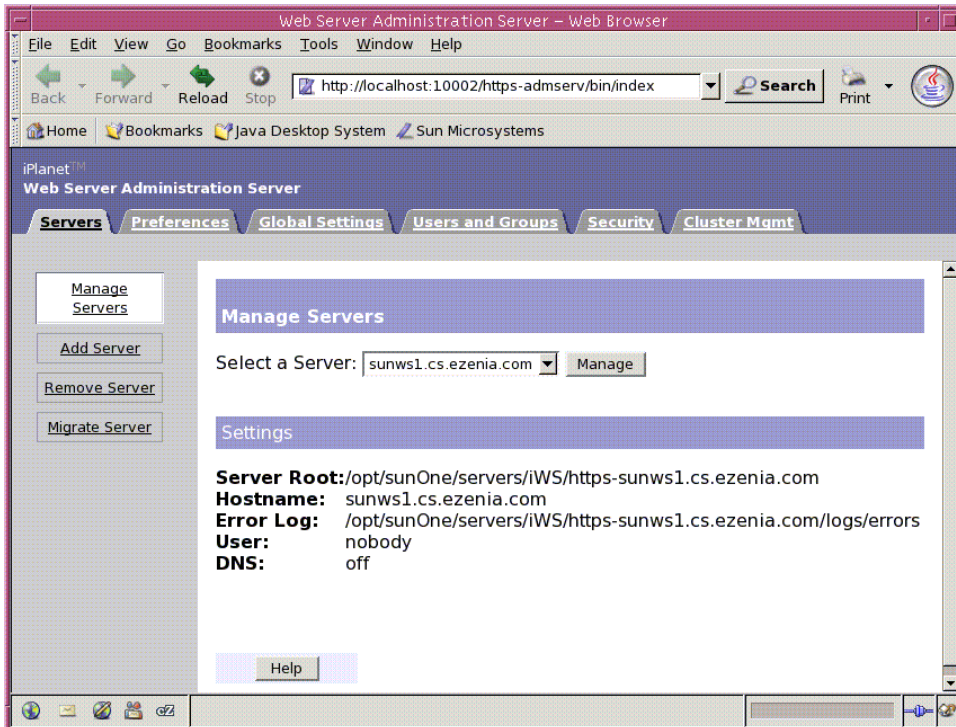 Web Server Administration Server – Web Browser
File Edit View Go Bookmarks Tools Window Help
Back Forward Reload Stop http://localhost:10002/https-admserv/bin/index Search Print
Home Bookmarks Java Desktop System Sun Microsystems
iPlanet™
Web Server Administration Server
Servers Preferences Global Settings Users and Groups Security Cluster Mgmt
Manage
Servers
Add Server
Remove Server
Migrate Server
Manage Servers
Select a Server: sunws1.cs.ezenia.com Manage
Settings
Server Root:/opt/sunOne/servers/iWS/https-sunws1.cs.ezenia.com
Hostname: sunws1.cs.ezenia.com
Error Log: /opt/sunOne/servers/iWS/https-sunws1.cs.ezenia.com/logs/errors
User: nobody
DNS: off
Help